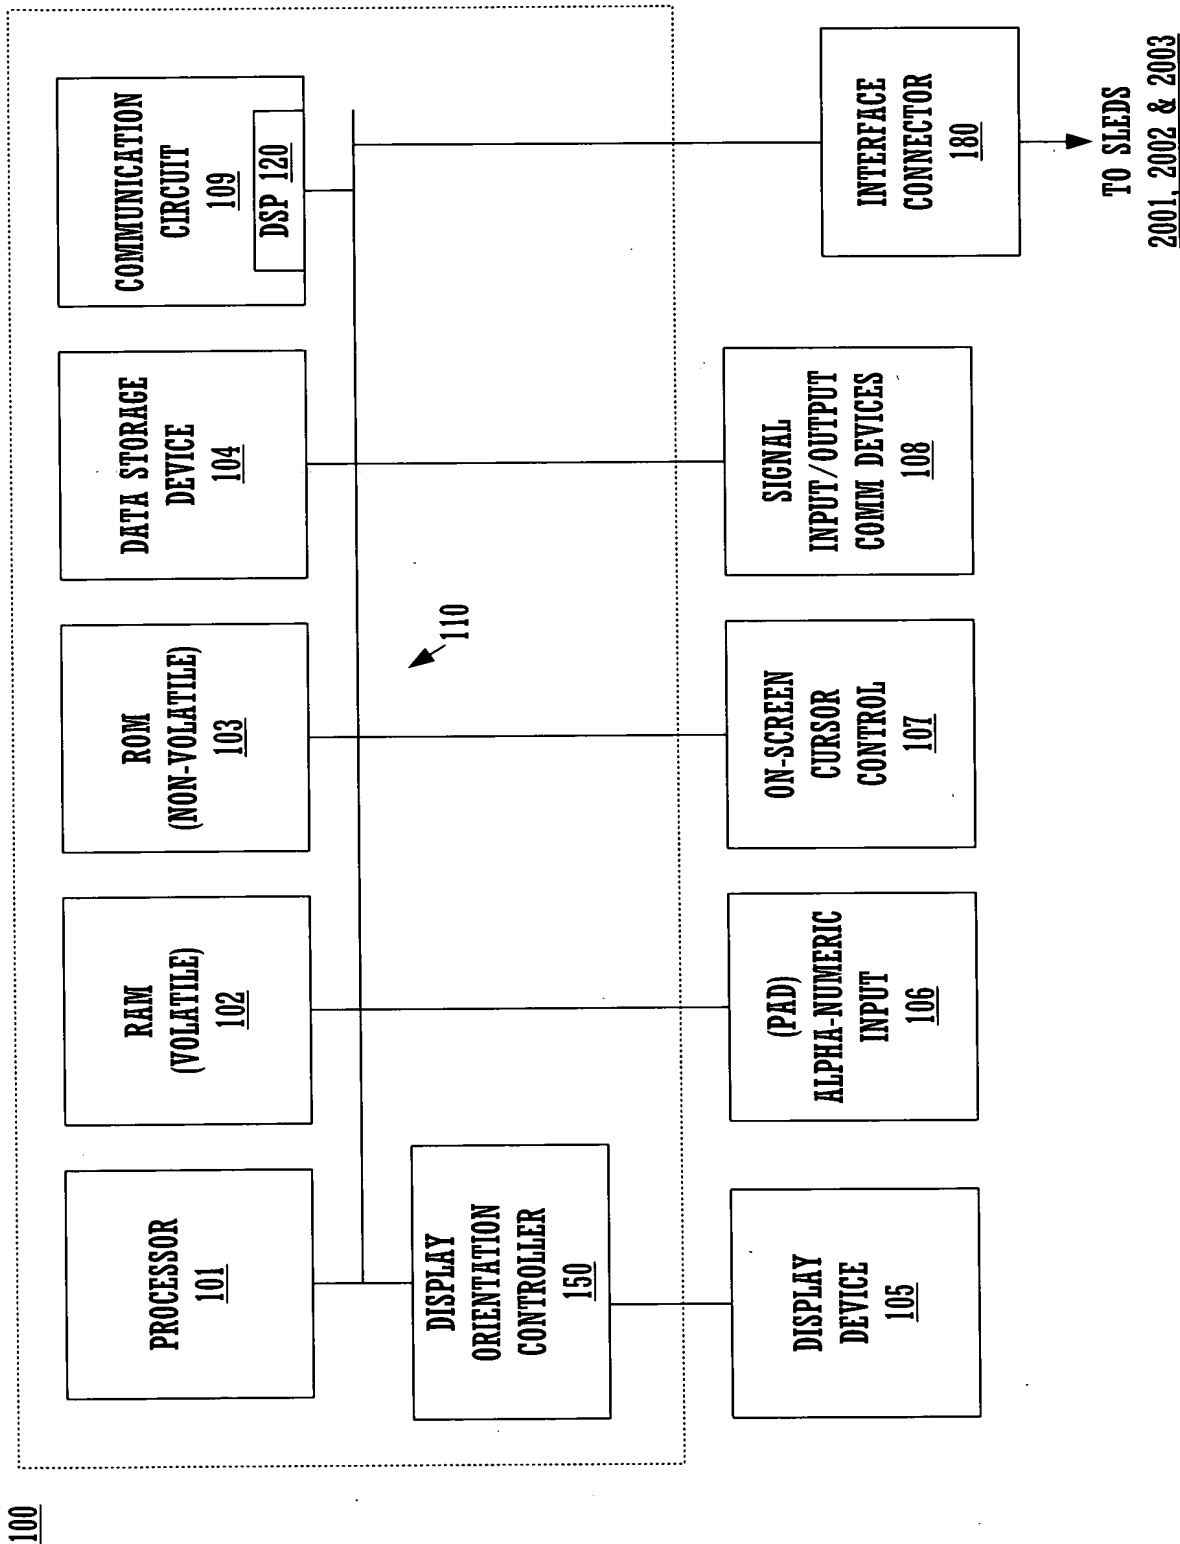 100
PROCESSOR
101
RAM
(VOLATILE)
102
ROM
(NON-VOLATILE)
103
DATA STORAGE
DEVICE
104
COMMUNICATION
CIRCUIT
109
DSP 120
110
DISPLAY
ORIENTATION
CONTROLLER
150
DISPLAY
DEVICE
105
(PAD)
ALPHA-NUMERIC
INPUT
106
ON-SCREEN
CURSOR
CONTROL
107
SIGNAL
INPUT/OUTPUT
COMM DEVICES
108
INTERFACE
CONNECTOR
180
TO SLEDS
2001, 2002 & 2003